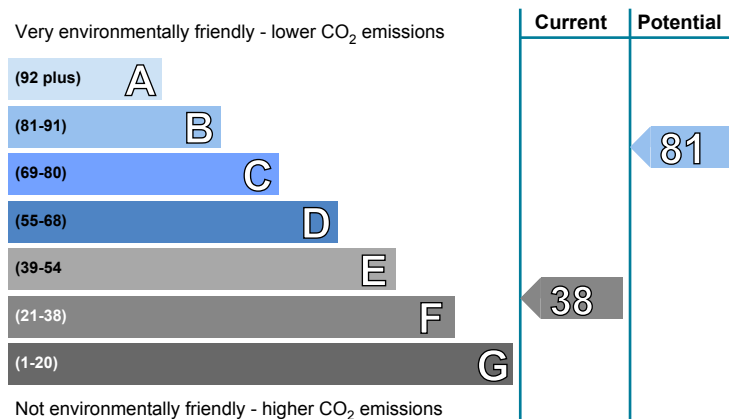 Current Potential
Very environmentally friendly - lower CO2 emissions
(92 plus) A
(81-91) B
81
(69-80) C
(55-68) D
(39-54 E
(21-38) F
38
(1-20) G
Not environmentally friendly - higher CO2 emissions